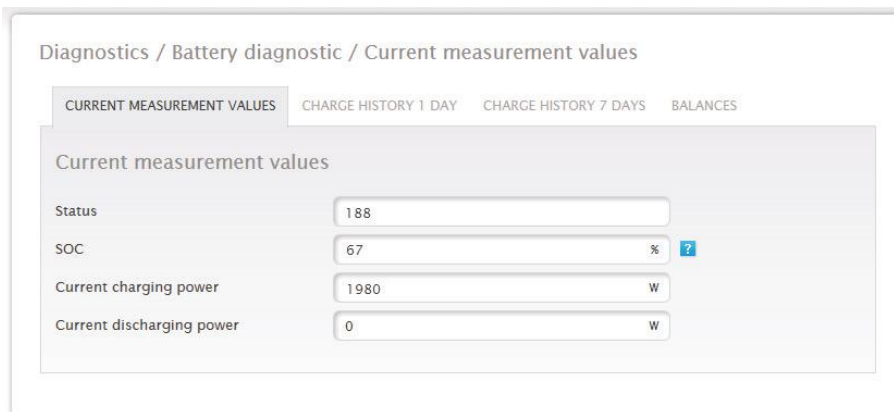 Diagnostics / Battery diagnostic / Current measurement values
CURRENT MEASUREMENT VALUES CHARGE HISTORY 1 DAY CHARGE HISTORY 7 DAYS BALANCES
Current measurement values
Status 188
SOC 67 % ?
Current charging power 1980 W
Current discharging power 0 W